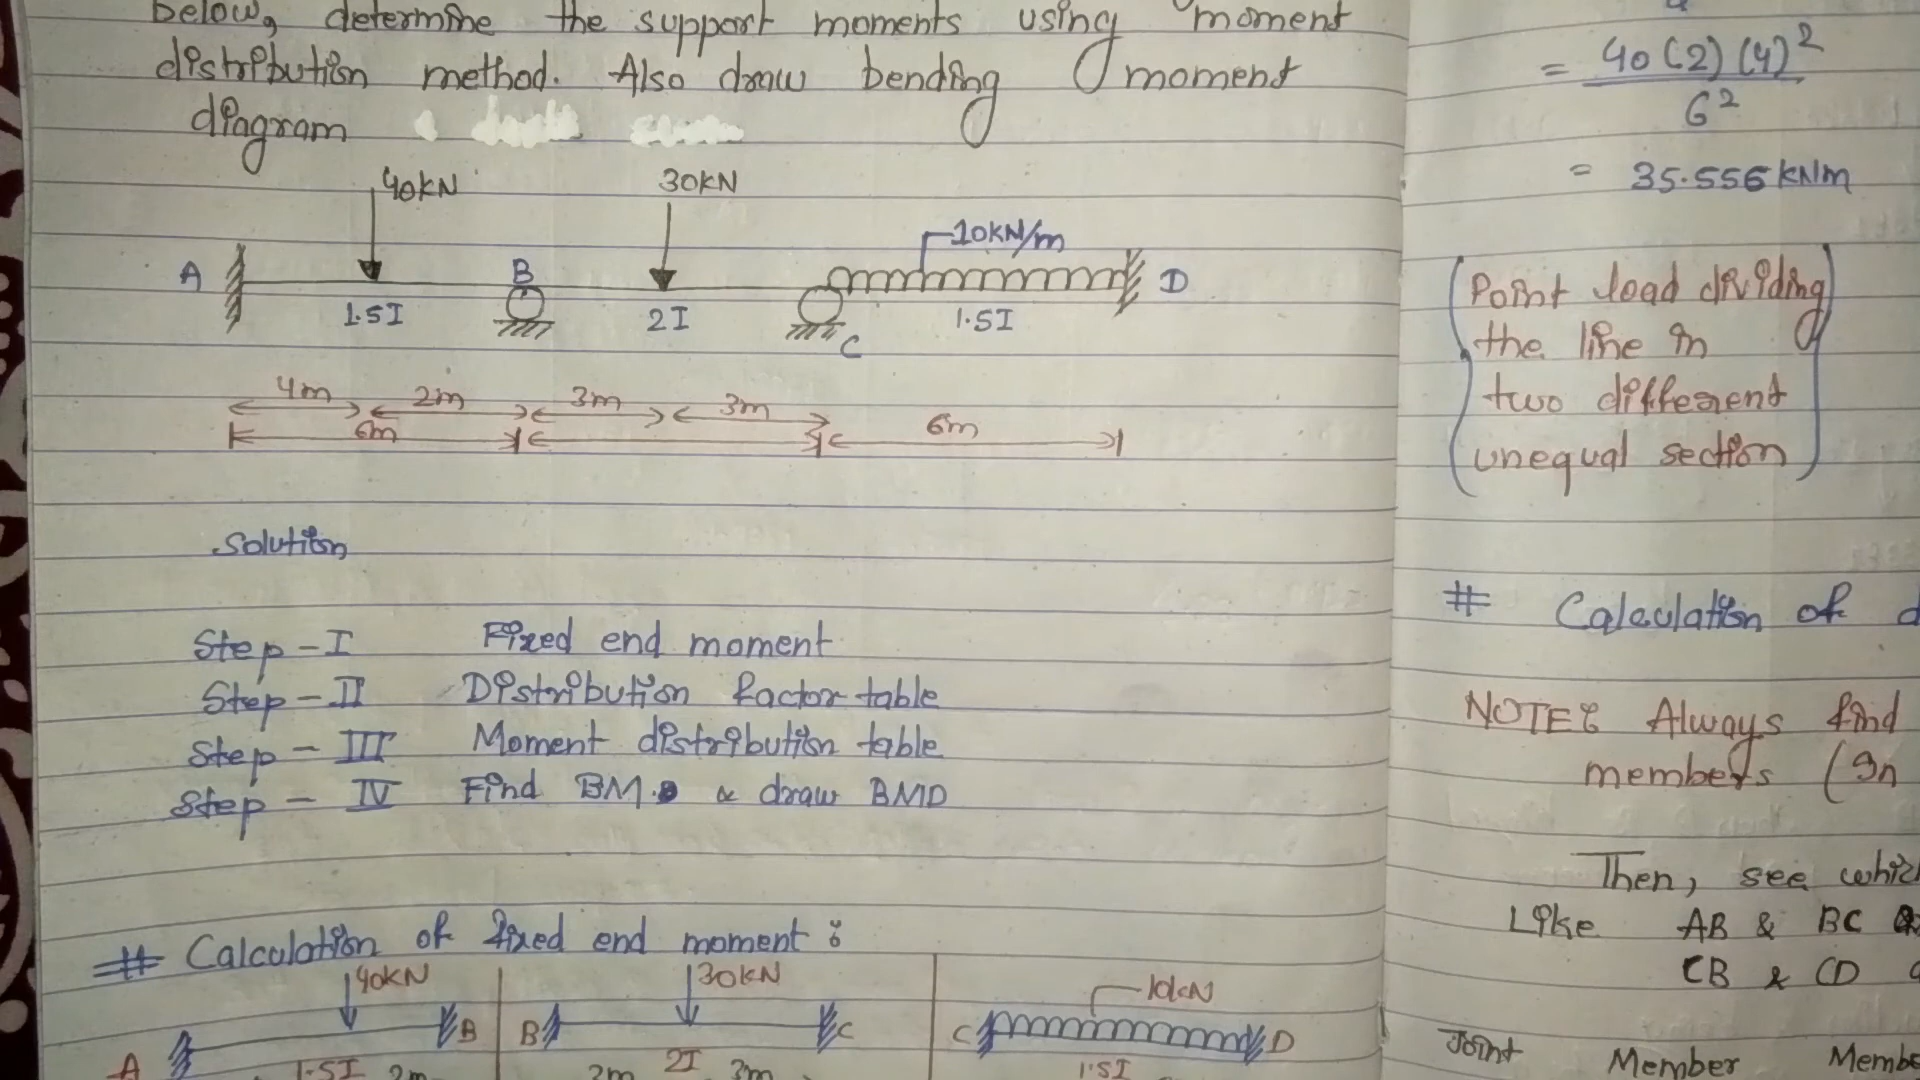 below, determine the support moments using moment
distribution method. Also draw bending moment
diagram
40kN
30kN
10kN/m
A
B
D
1.5I
2I
1.5I
C
4m
2m
3m
3m
6m
6m
Solution
Step - I Fixed end moment
Step - II Distribution factor table
Step - III Moment distribution table
Step - IV Find BM & draw BMD
# Calculation of fixed end moment :
40kN
30kN
10kN
A
B
B
C
C
D
1.5I 2m
3m 2I 3m
1.5I
= 40(2)(4)²
6²
= 35.556 kNm
(Point load dividing
the line in
two different
unequal section)
# Calculation of d
NOTE: Always find
members (In
Then, see which
Like AB & BC
CB & CD
Joint Member Membe